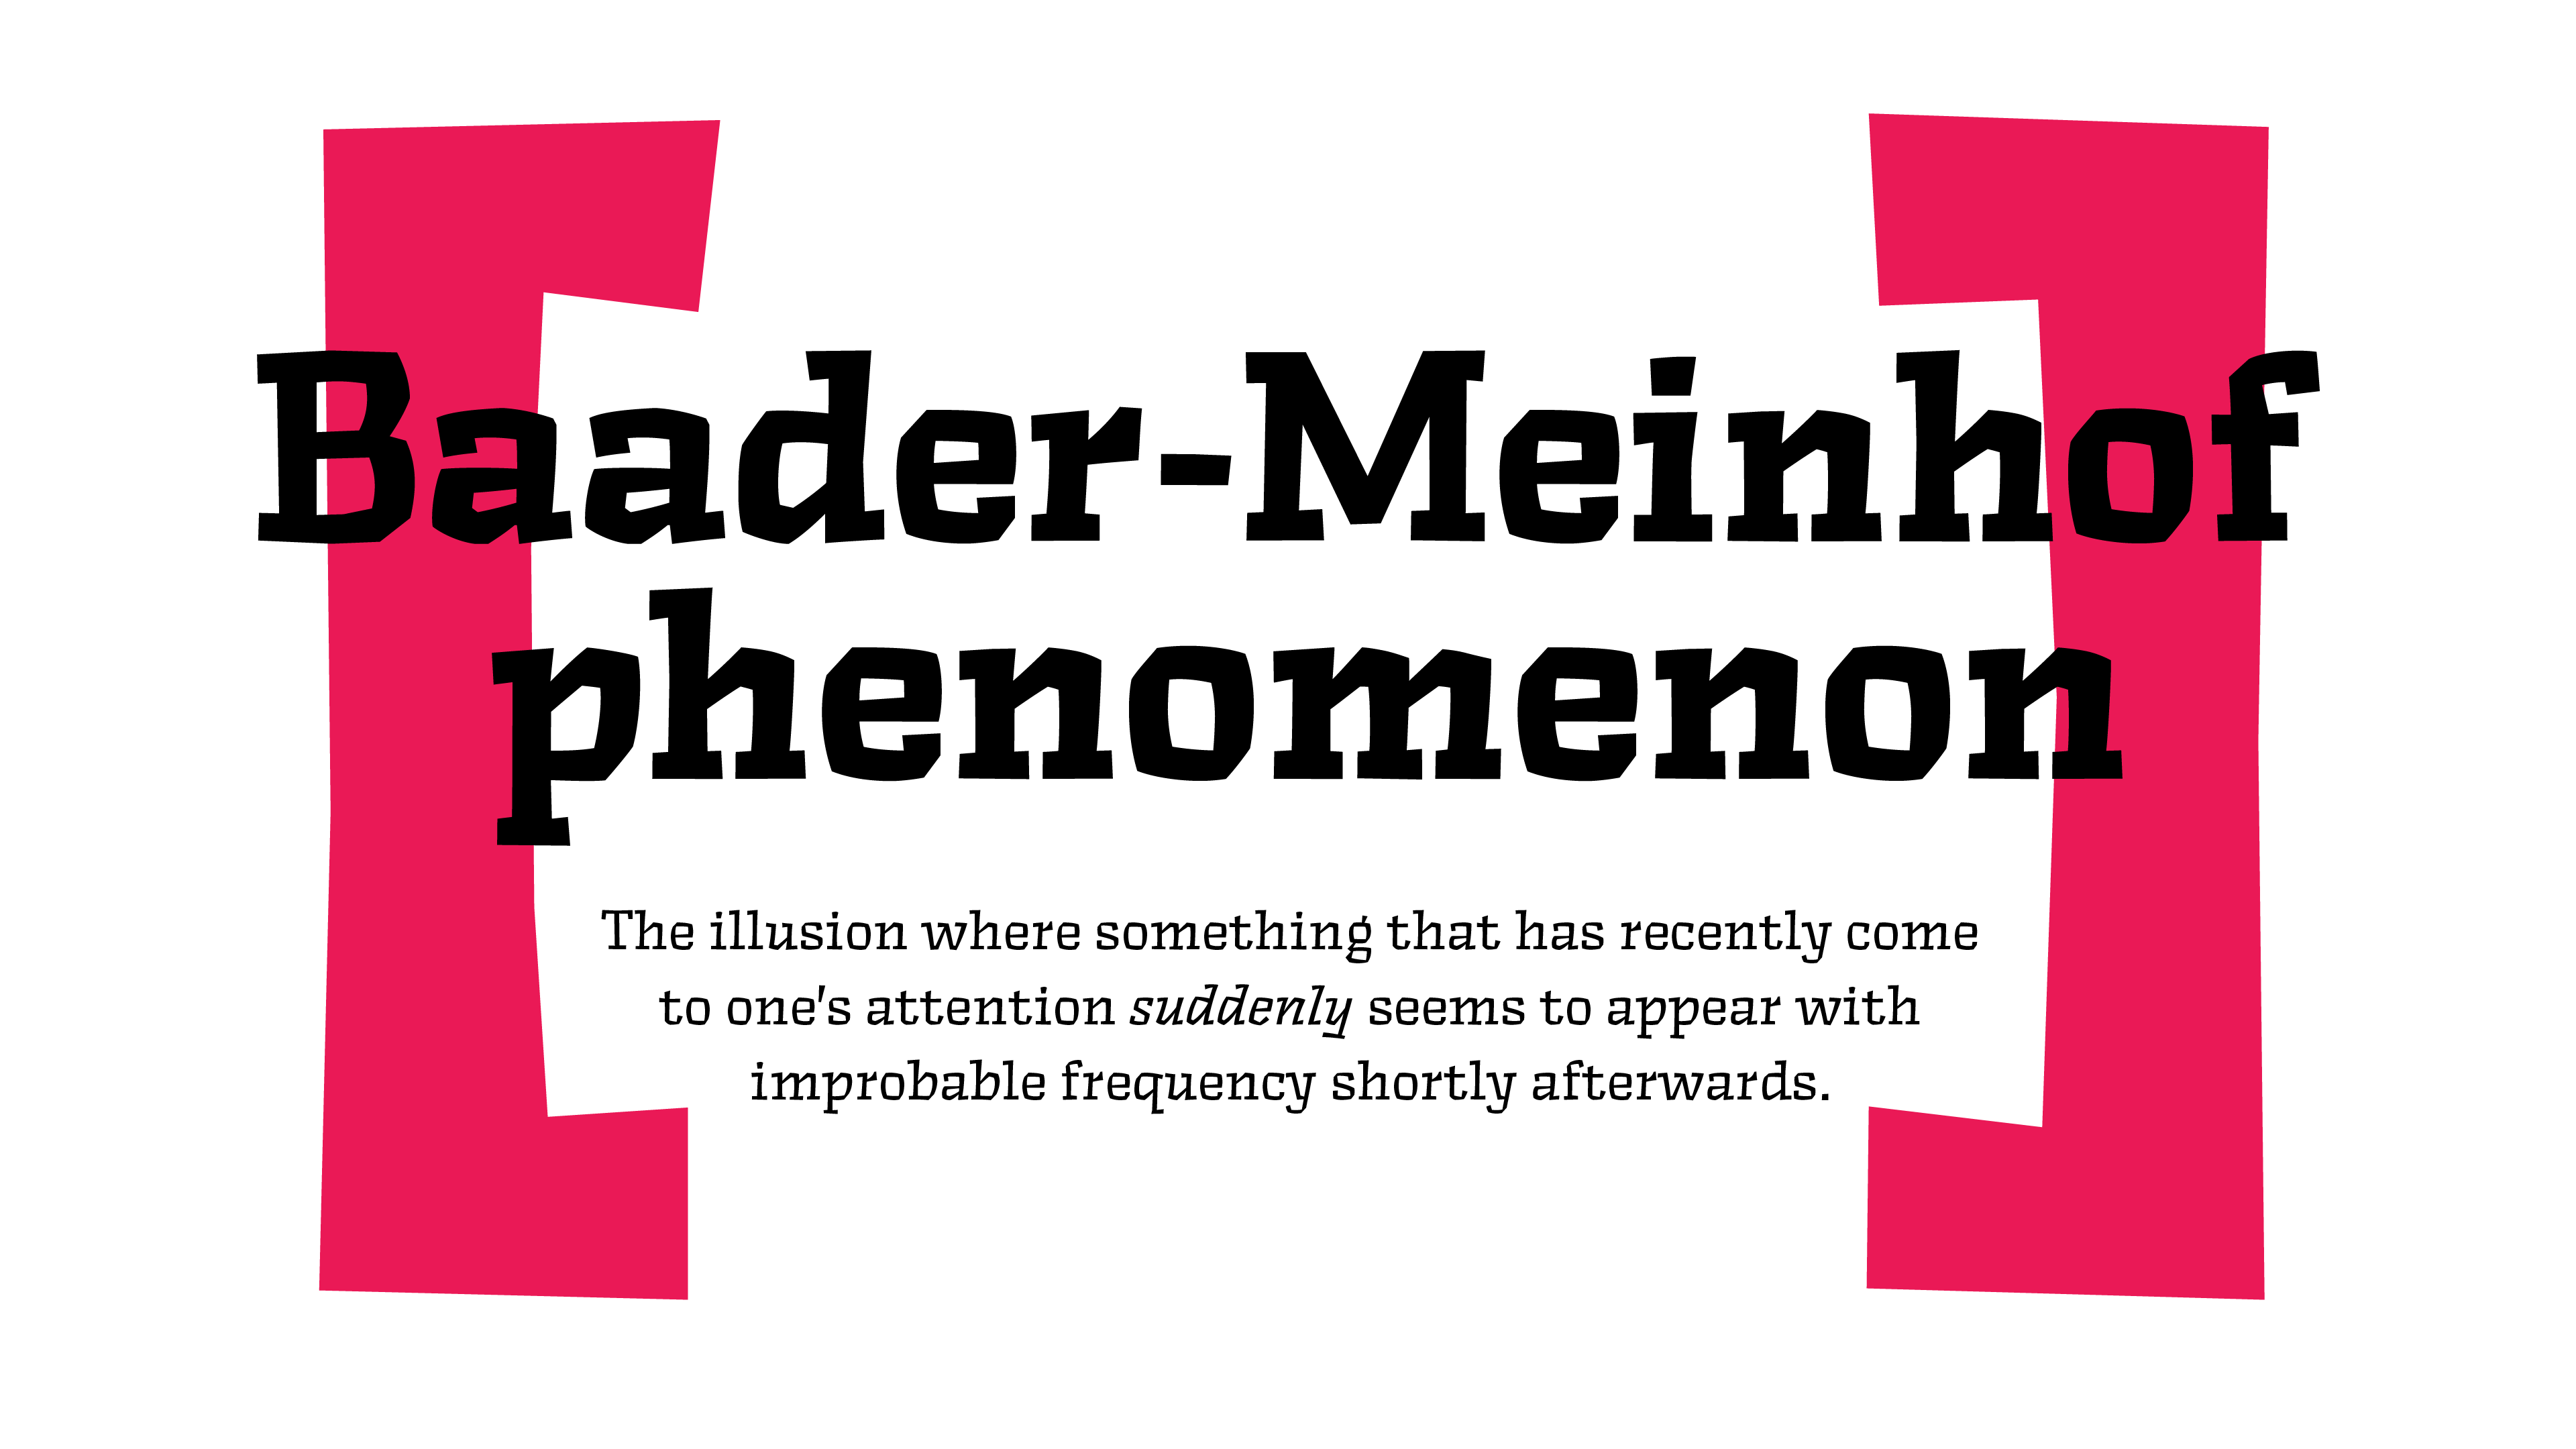 Baader-Meinhof
phenomenon
The illusion where something that has recently come
to one's attention suddenly seems to appear with
improbable frequency shortly afterwards.